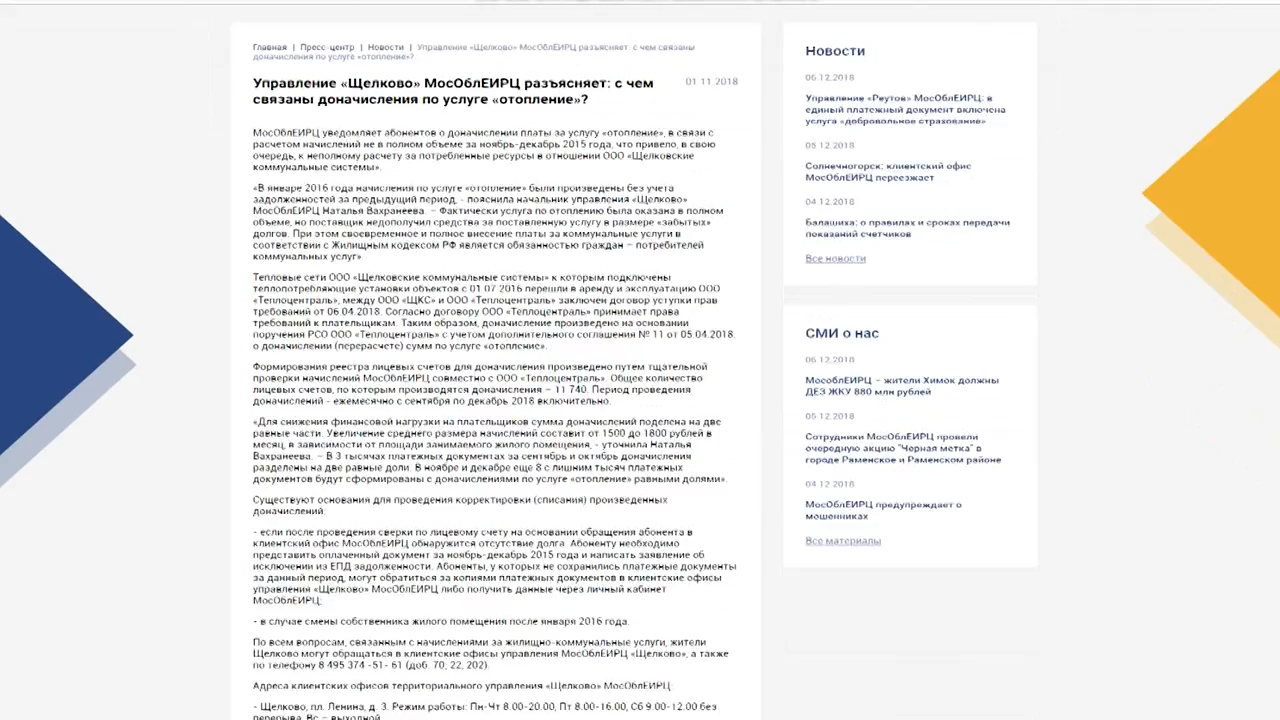 Главная | Пресс-центр | Новости | Управление «Щелково» МосОблЕИРЦ разъясняет: с чем связаны
доначисления по услуге «отопление»?
Управление «Щелково» МосОблЕИРЦ разъясняет: с чем
связаны доначисления по услуге «отопление»?
01.11.2018
МосОблЕИРЦ уведомляет абонентов о доначислении платы за услугу «отопление», в связи с
расчетом начислений не в полном объеме за ноябрь-декабрь 2015 года, что привело, в свою
очередь, к неполному расчету за потребленные ресурсы в отношении ООО «Щелковские
коммунальные системы».
«В январе 2016 года начисления по услуге «отопление» были произведены без учета
задолженностей за предыдущий период, - пояснила начальник управления «Щелково»
МосОблЕИРЦ Наталья Вахранеева. – Фактически услуга по отоплению была оказана в полном
объеме, но поставщик недополучил средства за поставленную услугу в размере «забытых»
долгов. При этом своевременное и полное внесение платы за коммунальные услуги в
соответствии с Жилищным кодексом РФ является обязанностью граждан – потребителей
коммунальных услуг»
Тепловые сети ООО «Щелковские коммунальные системы» к которым подключены
теплопотребляющие установки объектов с 01.07.2016 перешли в аренду и эксплуатацию ООО
«Теплоцентраль», между ООО «ЩКС» и ООО «Теплоцентраль» заключен договор уступки прав
требований от 06.04.2018. Согласно договору ООО «Теплоцентраль» принимает права
требований к плательщикам. Таким образом, доначисление произведено на основании
поручения РСО ООО «Теплоцентраль» с учетом дополнительного соглашения № 11 от 05.04.2018.
о доначислении (перерасчете) сумм по услуге «отопление».
Формирования реестра лицевых счетов для доначисления произведено путем тщательной
проверки начислений МосОблЕИРЦ совместно с ООО «Теплоцентраль». Общее количество
лицевых счетов, по которым производятся доначисления – 11 740. Период проведения
доначислений - ежемесячно с сентября по декабрь 2018 включительно.
«Для снижения финансовой нагрузки на плательщиков сумма доначислений поделена на две
равные части. Увеличение среднего размера начислений составит от 1500 до 1800 рублей в
месяц, в зависимости от площади занимаемого жилого помещения, - уточнила Наталья
Вахранеева. – В 3 тысячах платежных документах за сентябрь и октябрь доначисления
разделены на две равные доли. В ноябре и декабре еще 8 с лишним тысяч платежных
документов будут сформированы с доначислениями по услуге «отопление» равными долями».
Существуют основания для проведения корректировки (списания) произведенных
доначислений:
- если после проведения сверки по лицевому счету на основании обращения абонента в
клиентский офис МосОблЕИРЦ обнаружится отсутствие долга. Абоненту необходимо
представить оплаченный документ за ноябрь-декабрь 2015 года и написать заявление об
исключении из ЕПД задолженности. Абоненты, у которых не сохранились платежные документы
за данный период, могут обратиться за копиями платежных документов в клиентские офисы
управления «Щелково» МосОблЕИРЦ либо получить данные через личный кабинет
МосОблЕИРЦ;
- в случае смены собственника жилого помещения после января 2016 года.
По всем вопросам, связанным с начислениями за жилищно-коммунальные услуги, жители
Щелково могут обращаться в клиентские офисы управления МосОблЕИРЦ «Щелково», а также
по телефону 8 495 374 -51- 61 (доб. 70, 22, 202).
Адреса клиентских офисов территориального управления «Щелково» МосОблЕИРЦ:
- Щелково, пл. Ленина, д. 3. Режим работы: Пн-Чт 8.00-20.00, Пт 8.00-16.00, Сб 9.00-12.00 без
перерыва, Вс – выходной
Новости
06.12.2018
Управление «Реутов» МосОблЕИРЦ: в
единый платежный документ включена
услуга «добровольное страхование»
05.12.2018
Солнечногорск: клиентский офис
МосОблЕИРЦ переезжает
04.12.2018
Балашиха: о правилах и сроках передачи
показаний счетчиков
Все новости
СМИ о нас
06.12.2018
МособлЕИРЦ – жители Химок должны
ДЕЗ ЖКУ 880 млн рублей
05.12.2018
Сотрудники МосОблЕИРЦ провели
очередную акцию "Черная метка" в
городе Раменское и Раменском районе
04.12.2018
МосОблЕИРЦ предупреждает о
мошенниках
Все материалы